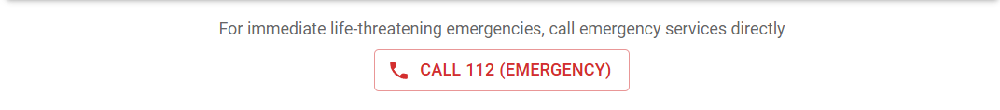 For immediate life-threatening emergencies, call emergency services directly
CALL 112 (EMERGENCY)